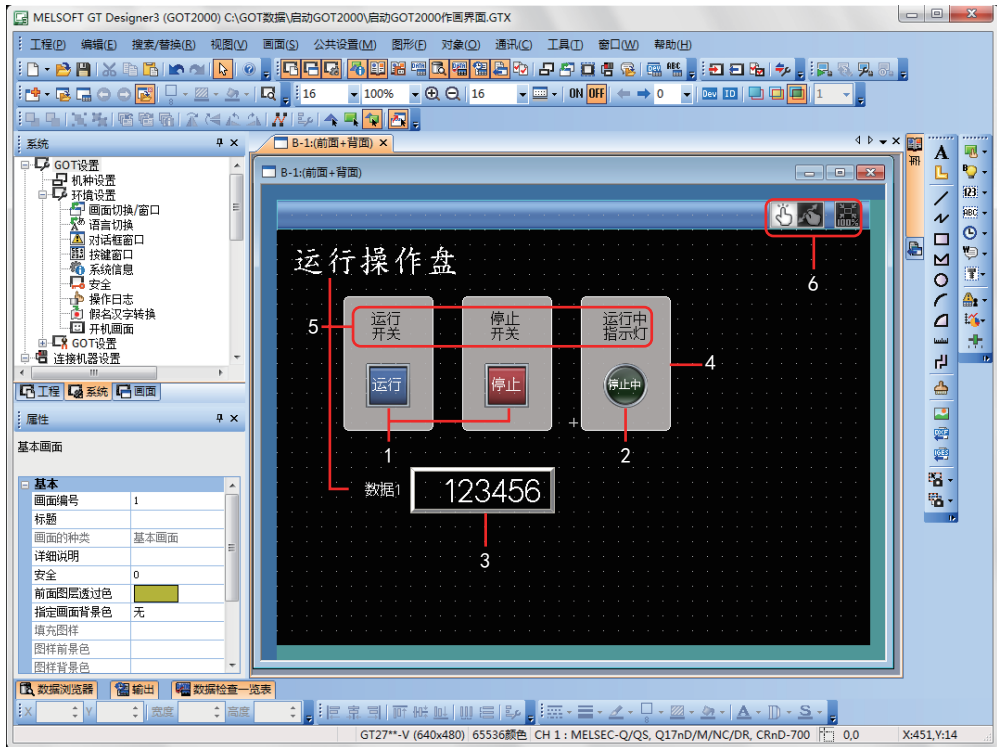 MELSOFT GT Designer3 (GOT2000) C:\GOT数据\启动GOT2000\启动GOT2000作画界面.GTX
工程(P) 编辑(E) 搜索/替换(R) 视图(V) 画面(S) 公共设置(M) 图形(F) 对象(O) 通讯(C) 工具(T) 窗口(W) 帮助(H)
16 100% 16 ON OFF 0 Dev ID 1
系统
B-1:(前面+背面)
GOT设置
机种设置
环境设置
画面切换/窗口
语言切换
对话框窗口
按键窗口
系统信息
安全
操作日志
假名汉字转换
开机画面
GOT设置
连接机器设置
工程 系统 画面
属性
基本画面
基本
画面编号 1
标题
画面的种类 基本画面
详细说明
安全 0
前面图层透过色
指定画面背景色 无
填充图样
图样前景色
图样背景色
B-1:(前面+背面)
100%
6
运行操作盘
5
运行开关
停止开关
运行中指示灯
4
运行
停止
停止中
1
2
数据1
123456
3
数据浏览器 输出 数据检查一览表
X Y 宽度 高度
GT27**-V (640x480) 65536颜色 CH 1 : MELSEC-Q/QS, Q17nD/M/NC/DR, CRnD-700 0,0 X:451,Y:14